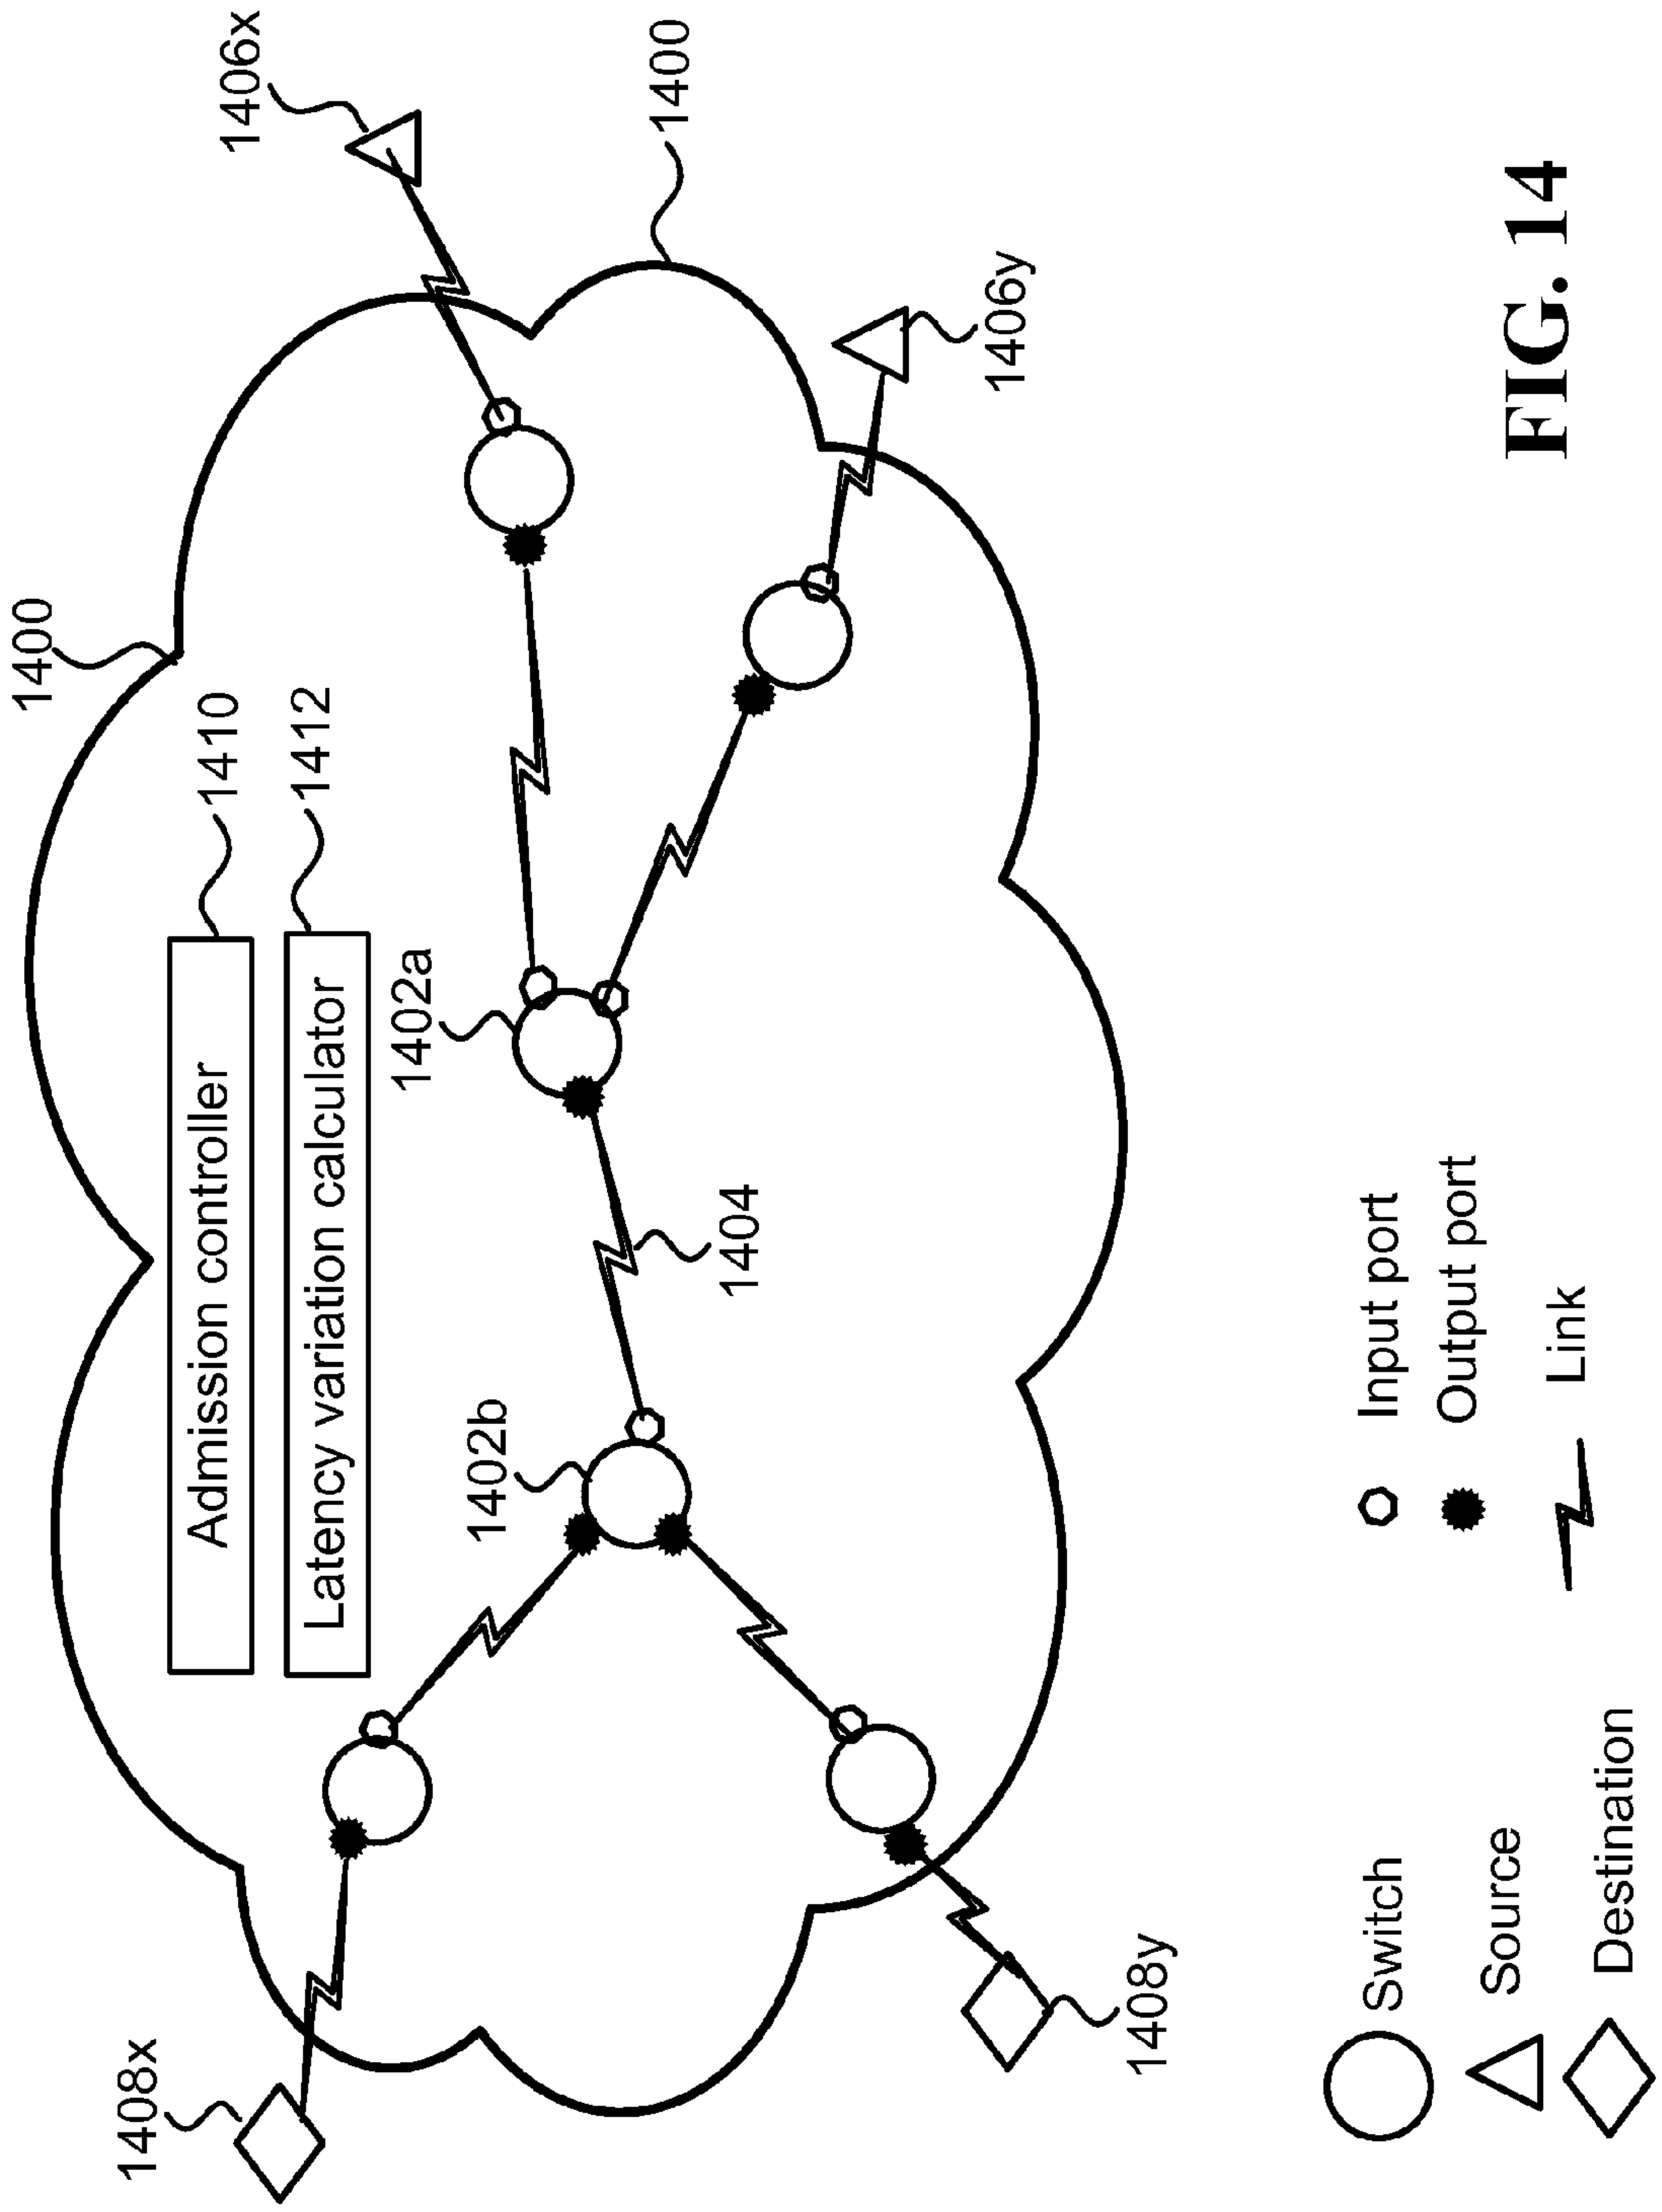 1400
1410
Admission controller
1412
Latency variation calculator
1406x
1408x
1402a
1402b
1400
1404
1406y
1408y
Switch
Input port
Source
Output port
Destination
Link
FIG. 14